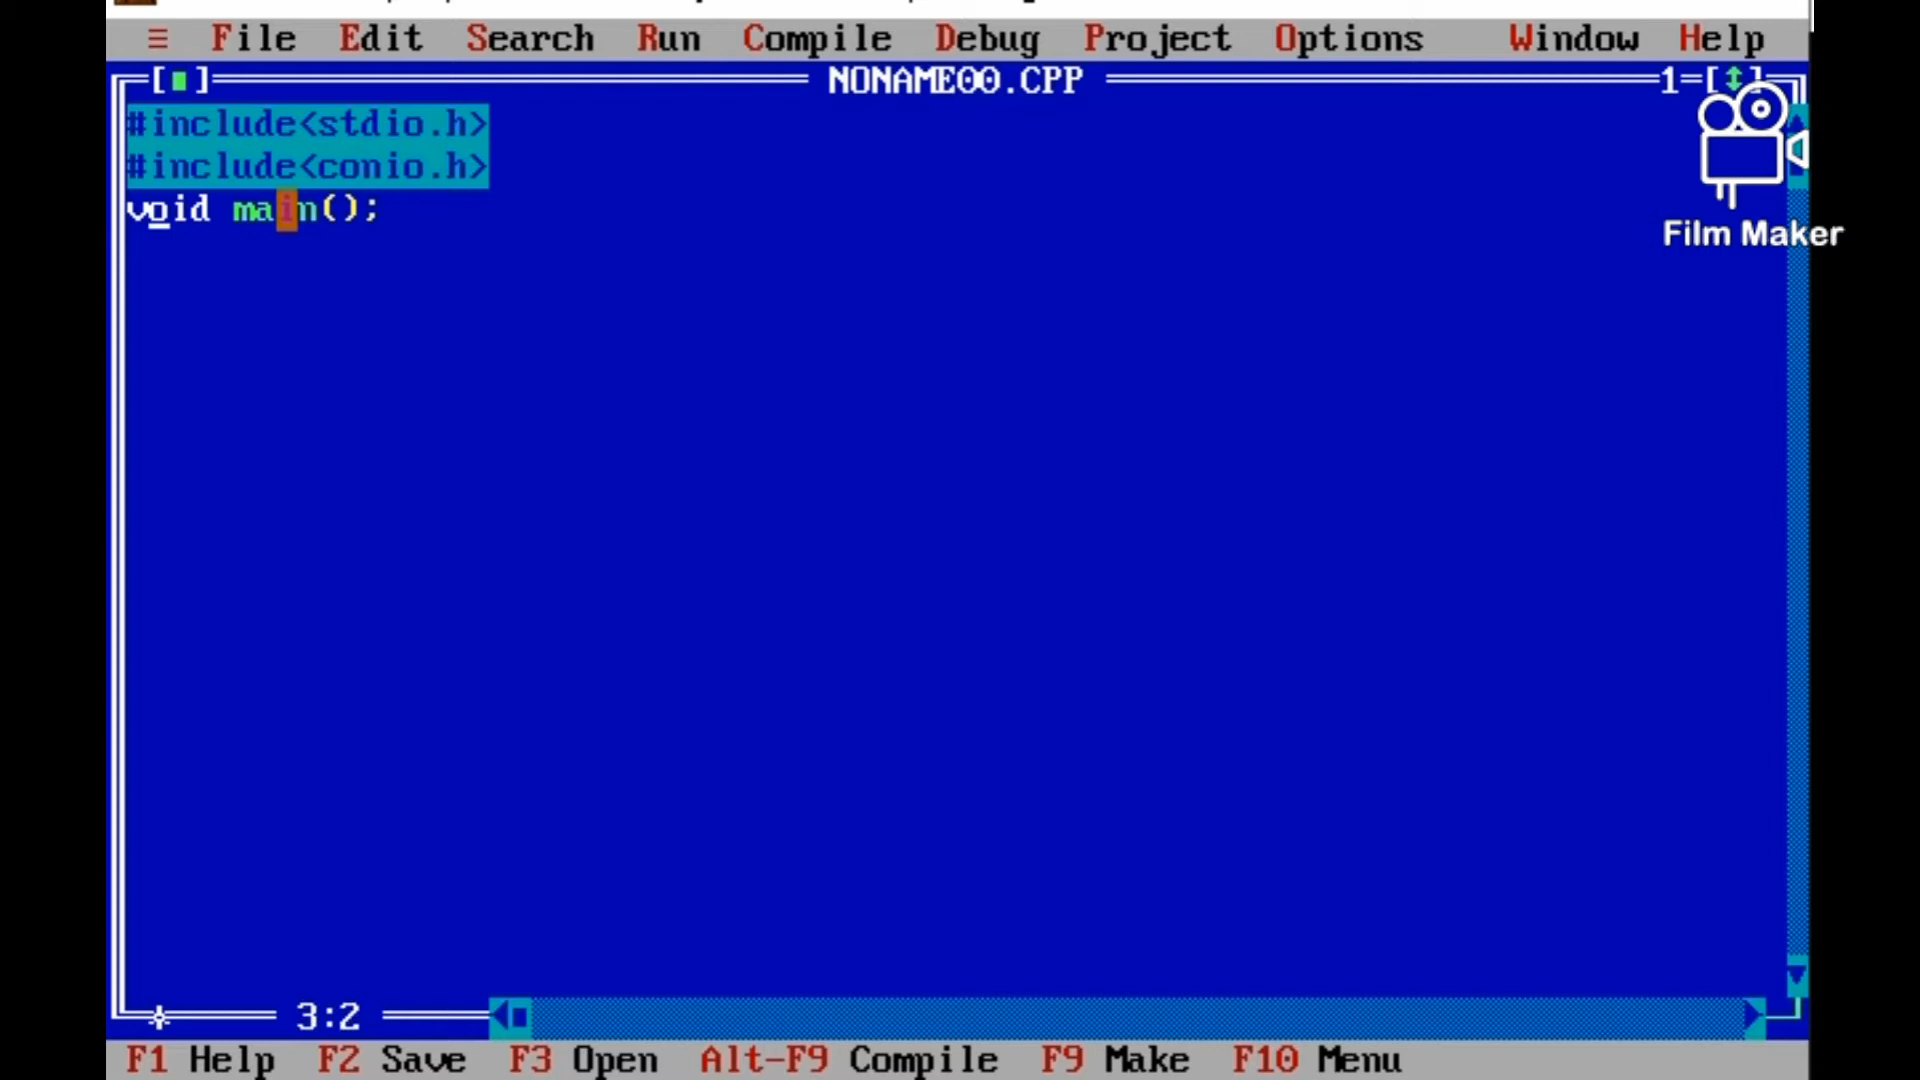 ≡ File Edit Search Run Compile Debug Project Options Window Help
[■] NONAME00.CPP 1=[↕]
#include<stdio.h>
#include<conio.h>
void main();
Film Maker
3:2
F1 Help F2 Save F3 Open Alt-F9 Compile F9 Make F10 Menu